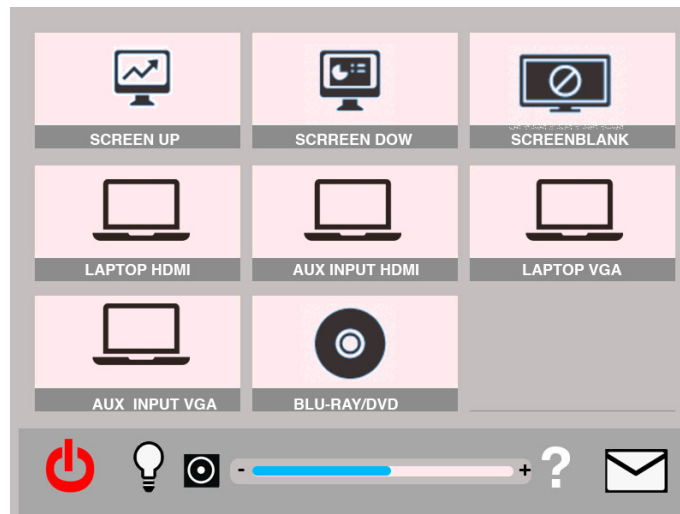 SCREEN UP
SCRREEN DOW
SCREENBLANK
LAPTOP HDMI
AUX INPUT HDMI
LAPTOP VGA
AUX INPUT VGA
BLU-RAY/DVD
- + ?